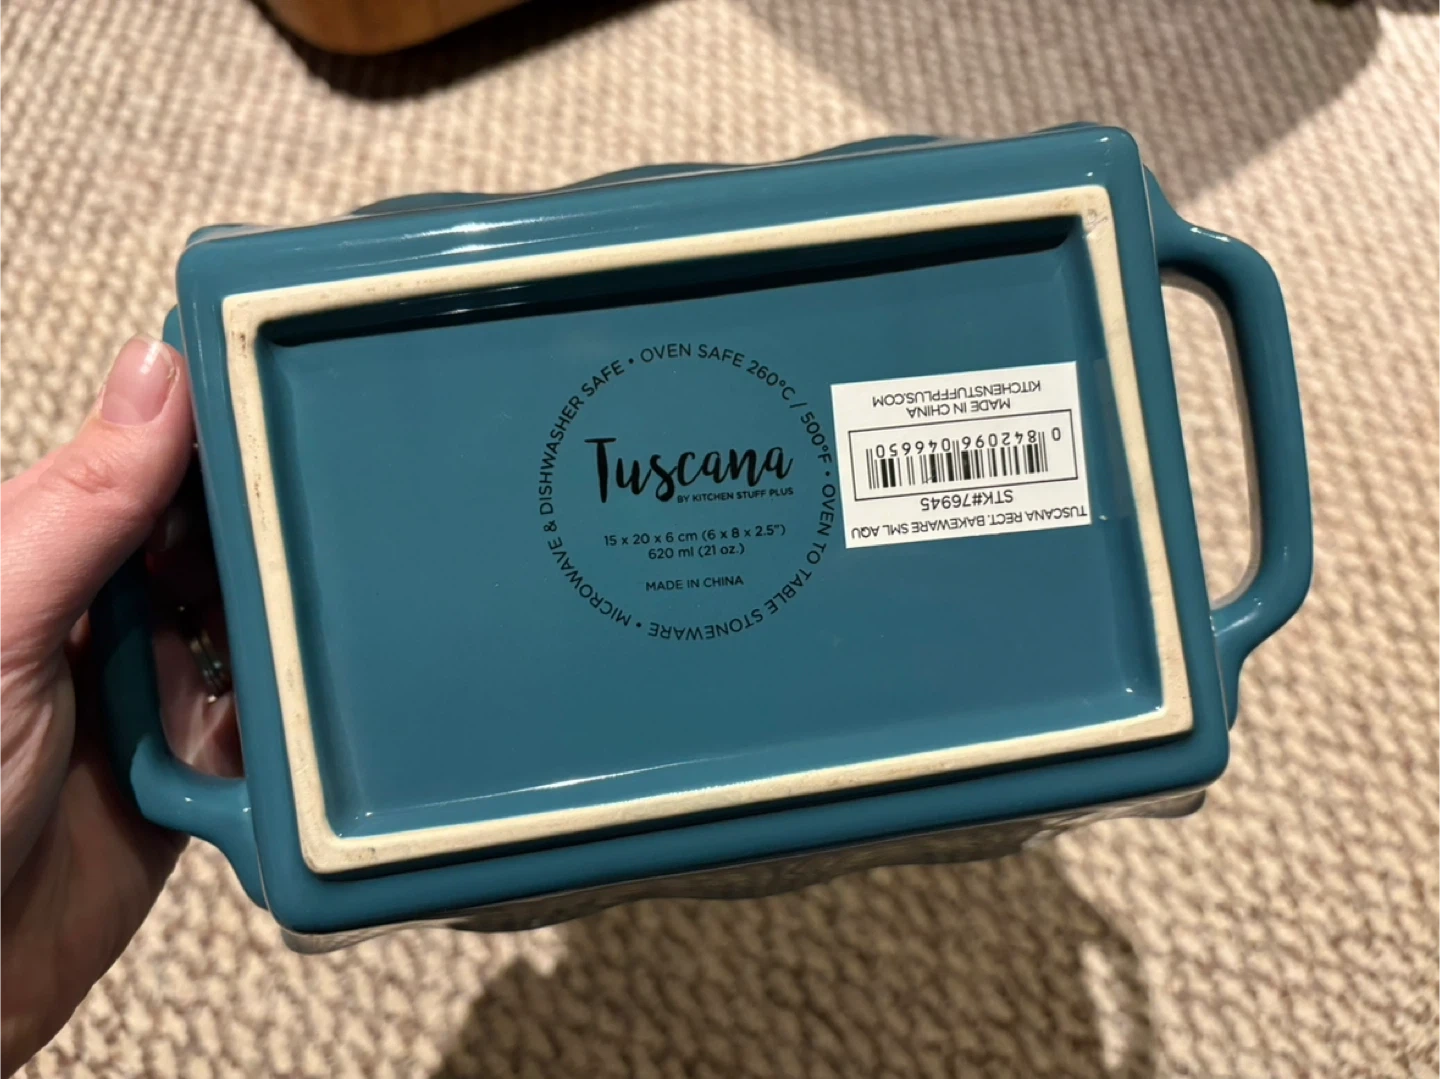 MICROWAVE & DISHWASHER SAFE • OVEN SAFE 260°C / 500°F • OVEN TO TABLE STONEWARE •
Tuscana
BY KITCHEN STUFF PLUS
15 x 20 x 6 cm (6 x 8 x 2.5")
620 ml (21 oz.)
MADE IN CHINA
TUSCANA RECT. BAKEWARE SML AQU
STK#76945
0 842096 046650
MADE IN CHINA
KITCHENSTUFFPLUS.COM